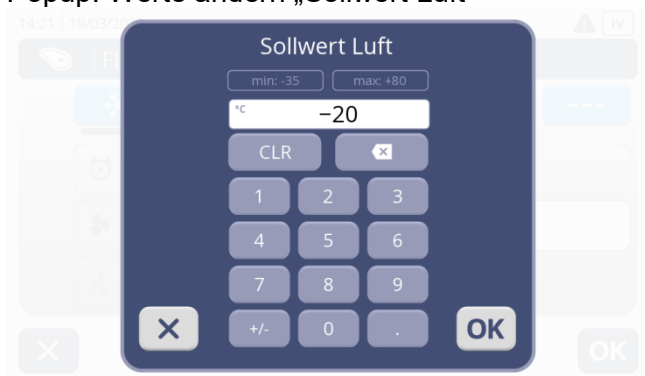 Popup: Werte ändern „Sollwert Luft“
14:21 19/03/20
IV
Sollwert Luft
min: -35 max: +80
°C −20
CLR
1 2 3
4 5 6
7 8 9
+/- 0 .
OK
OK